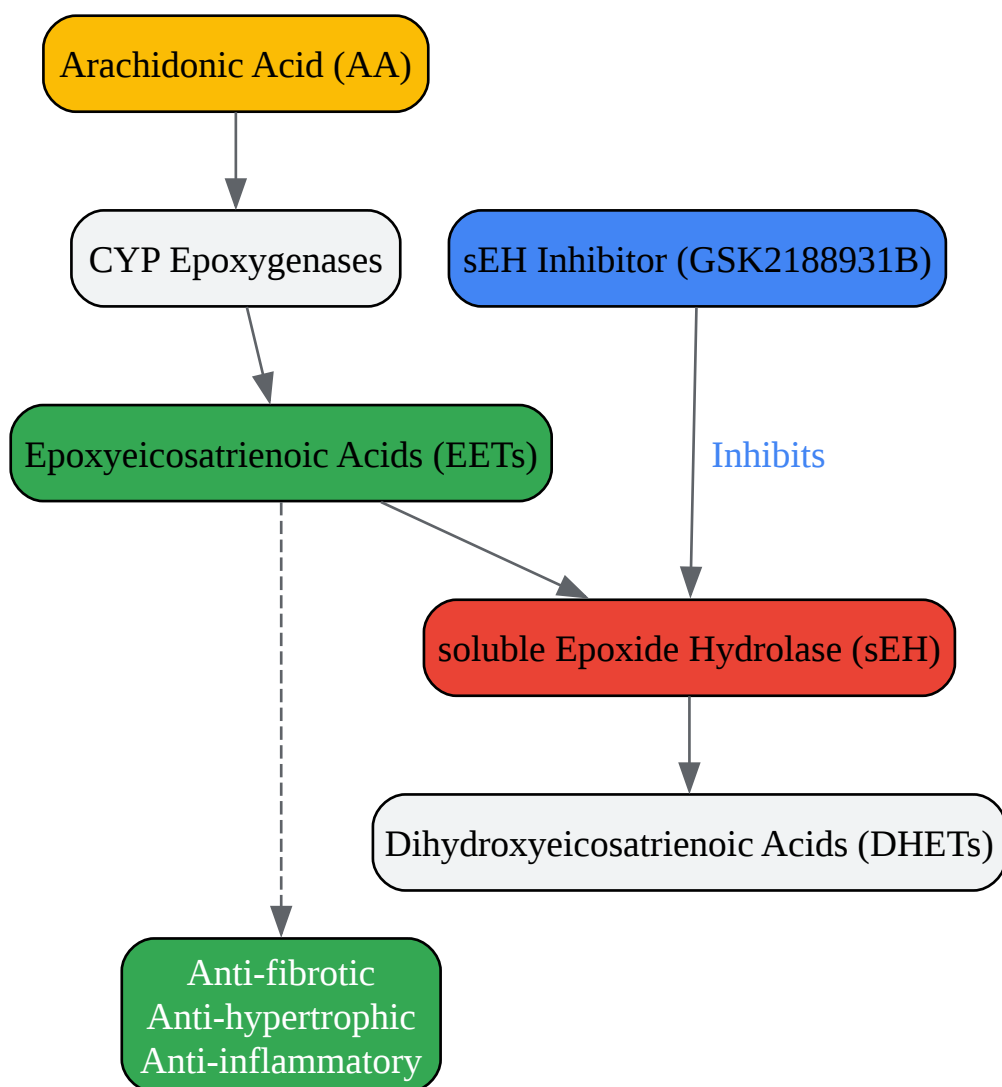 Arachidonic Acid (AA)
CYP Epoxygenases
sEH Inhibitor (GSK2188931B)
Epoxyeicosatrienoic Acids (EETs)
Inhibits
soluble Epoxide Hydrolase (sEH)
Dihydroxyeicosatrienoic Acids (DHETs)
Anti-fibrotic
Anti-hypertrophic
Anti-inflammatory